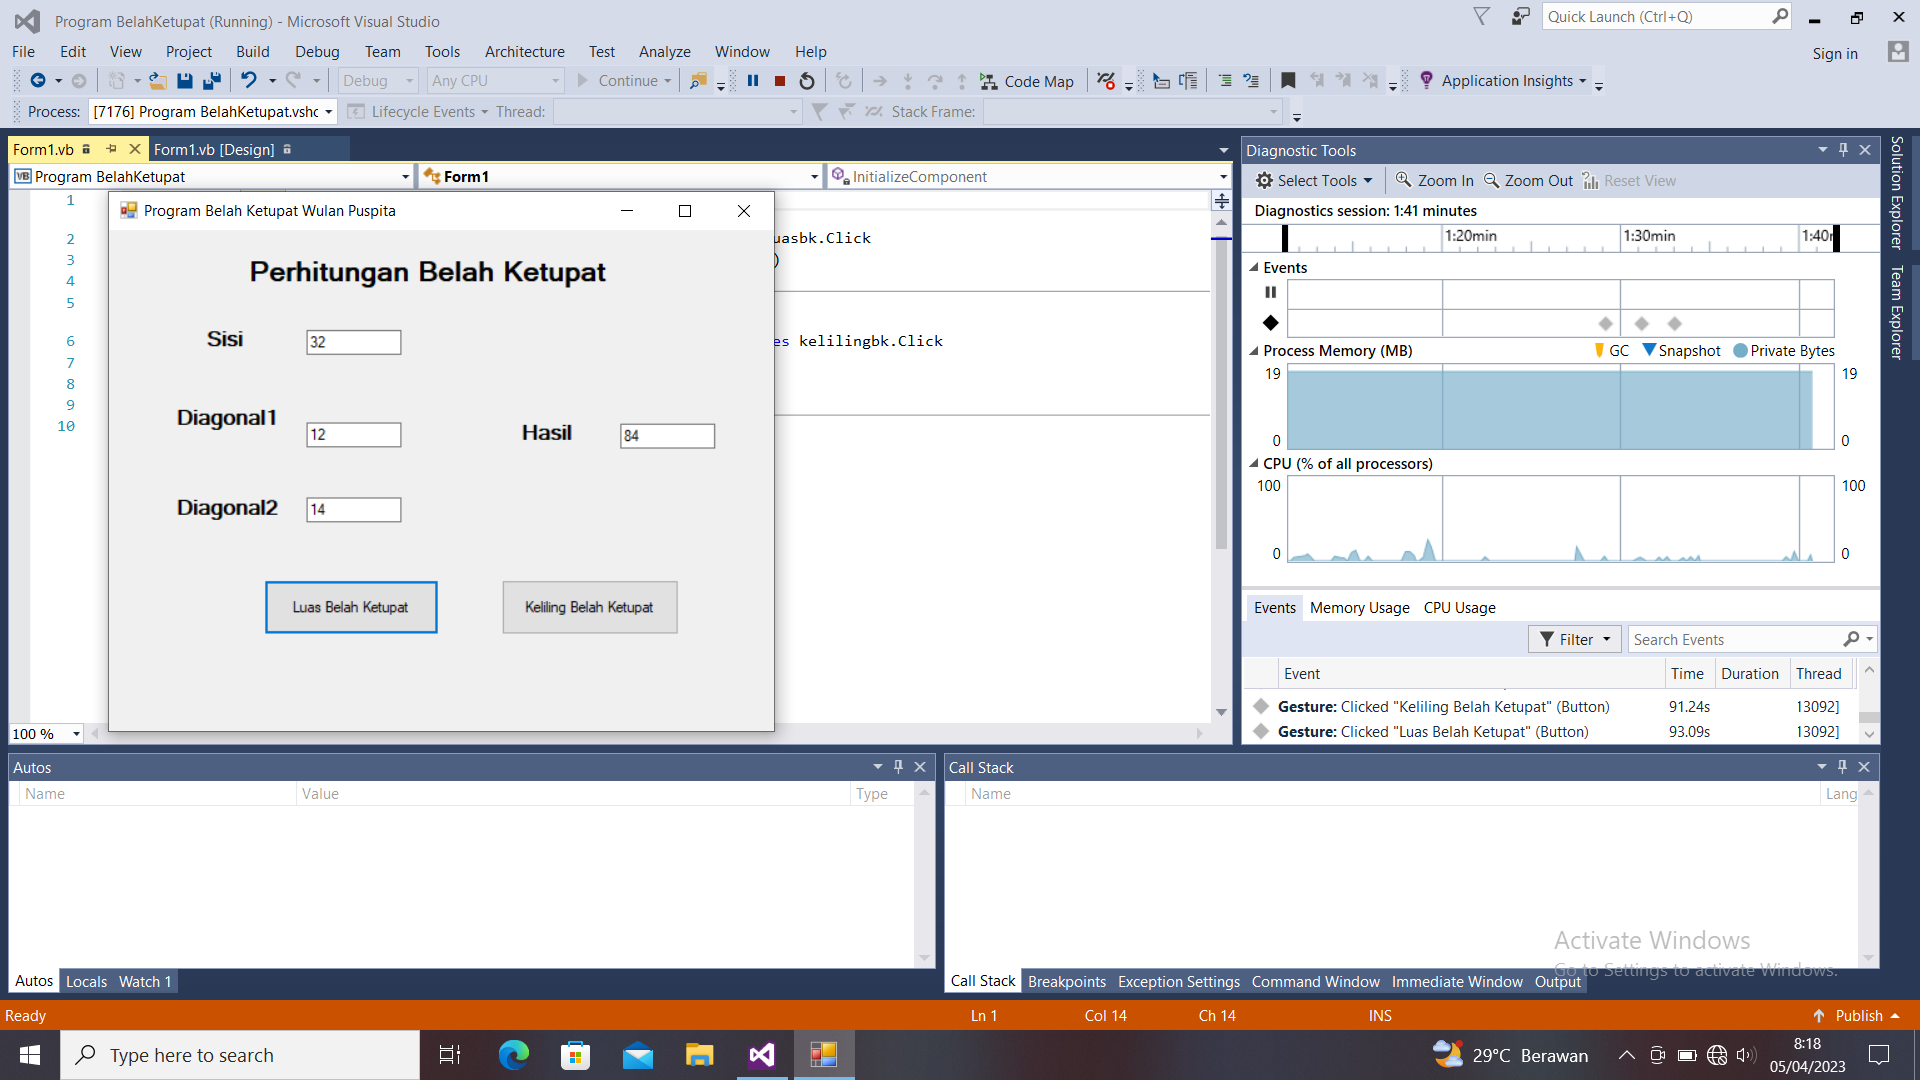 Program BelahKetupat (Running) - Microsoft Visual Studio
Quick Launch (Ctrl+Q)
File Edit View Project Build Debug Team Tools Architecture Test Analyze Window Help
Sign in
Debug Any CPU Continue Code Map Application Insights
Process: [7176] Program BelahKetupat.vshc Lifecycle Events Thread: Stack Frame:
Form1.vb Form1.vb [Design]
Program BelahKetupat Form1 InitializeComponent
1
2
3
4
5
6
7
8
9
10
uasbk.Click
)
es kelilingbk.Click
100 %
Program Belah Ketupat Wulan Puspita
Perhitungan Belah Ketupat
Sisi 32
Diagonal1 12
Hasil 84
Diagonal2 14
Luas Belah Ketupat Keliling Belah Ketupat
Diagnostic Tools
Select Tools Zoom In Zoom Out Reset View
Diagnostics session: 1:41 minutes
1:20min 1:30min 1:40
Events
Process Memory (MB) GC Snapshot Private Bytes
19 19
0 0
CPU (% of all processors)
100 100
0 0
Events Memory Usage CPU Usage
Filter Search Events
Event Time Duration Thread
Gesture: Clicked "Keliling Belah Ketupat" (Button) 91.24s 13092]
Gesture: Clicked "Luas Belah Ketupat" (Button) 93.09s 13092]
Solution Explorer
Team Explorer
Autos
Name Value Type
Autos Locals Watch 1
Call Stack
Name Lang
Call Stack Breakpoints Exception Settings Command Window Immediate Window Output
Activate Windows
Go to Settings to activate Windows.
Ready Ln 1 Col 14 Ch 14 INS Publish
Type here to search
29°C Berawan
8:18
05/04/2023